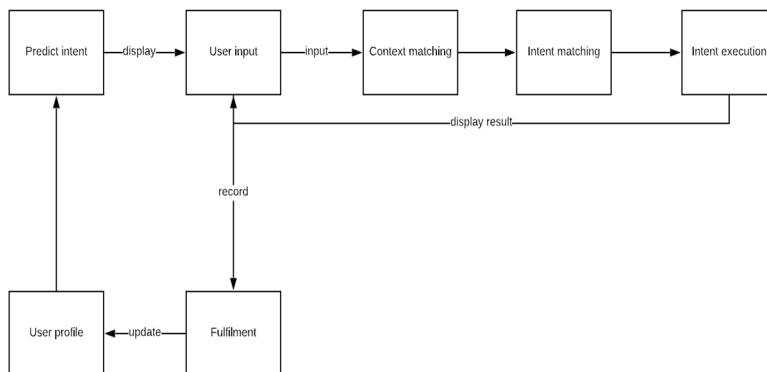 Predict intent
display
User input
input
Context matching
Intent matching
Intent execution
display result
record
User profile
update
Fulfilment